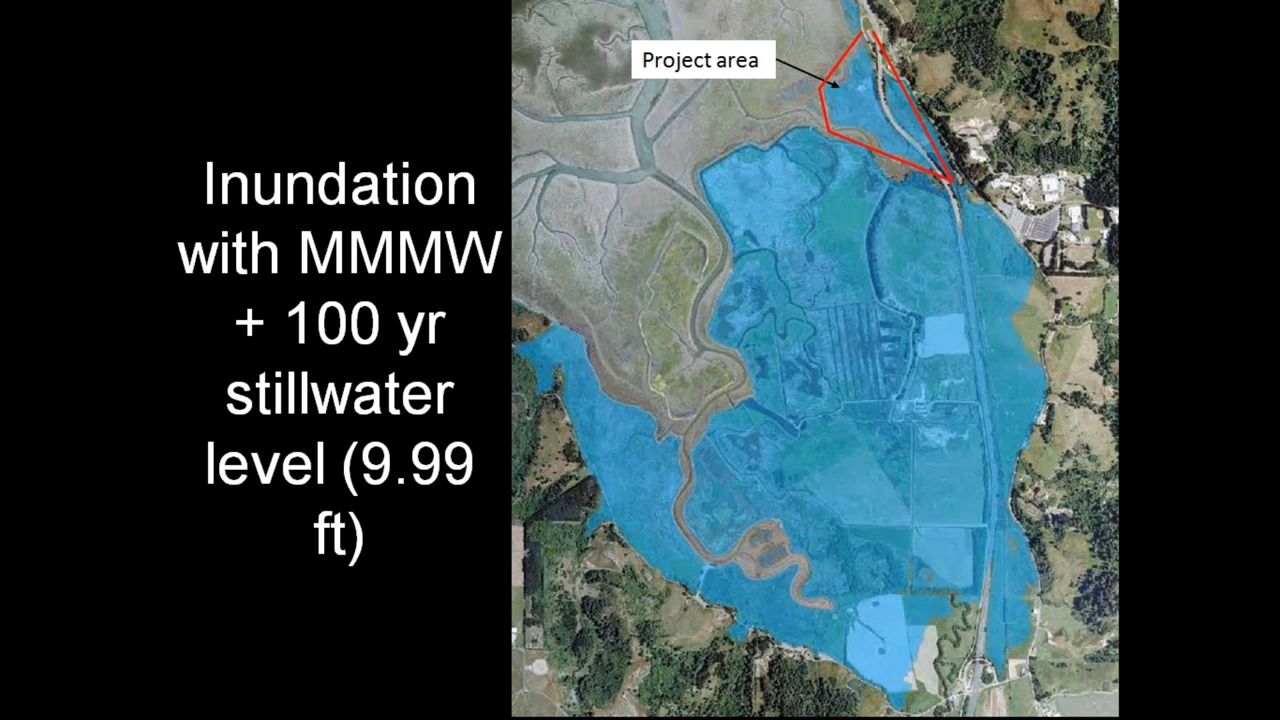 Inundation
with MMMW
+ 100 yr
stillwater
level (9.99
ft)
Project area